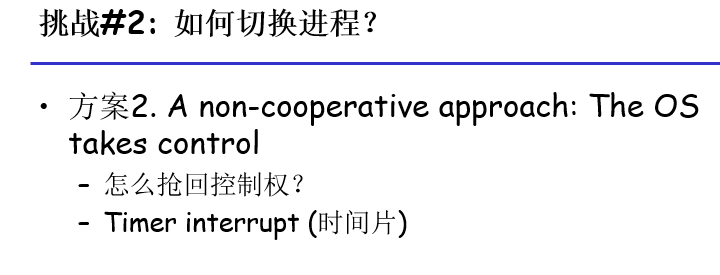 挑战#2: 如何切换进程?
• 方案2. A non-cooperative approach: The OS
takes control
– 怎么抢回控制权?
– Timer interrupt (时间片)